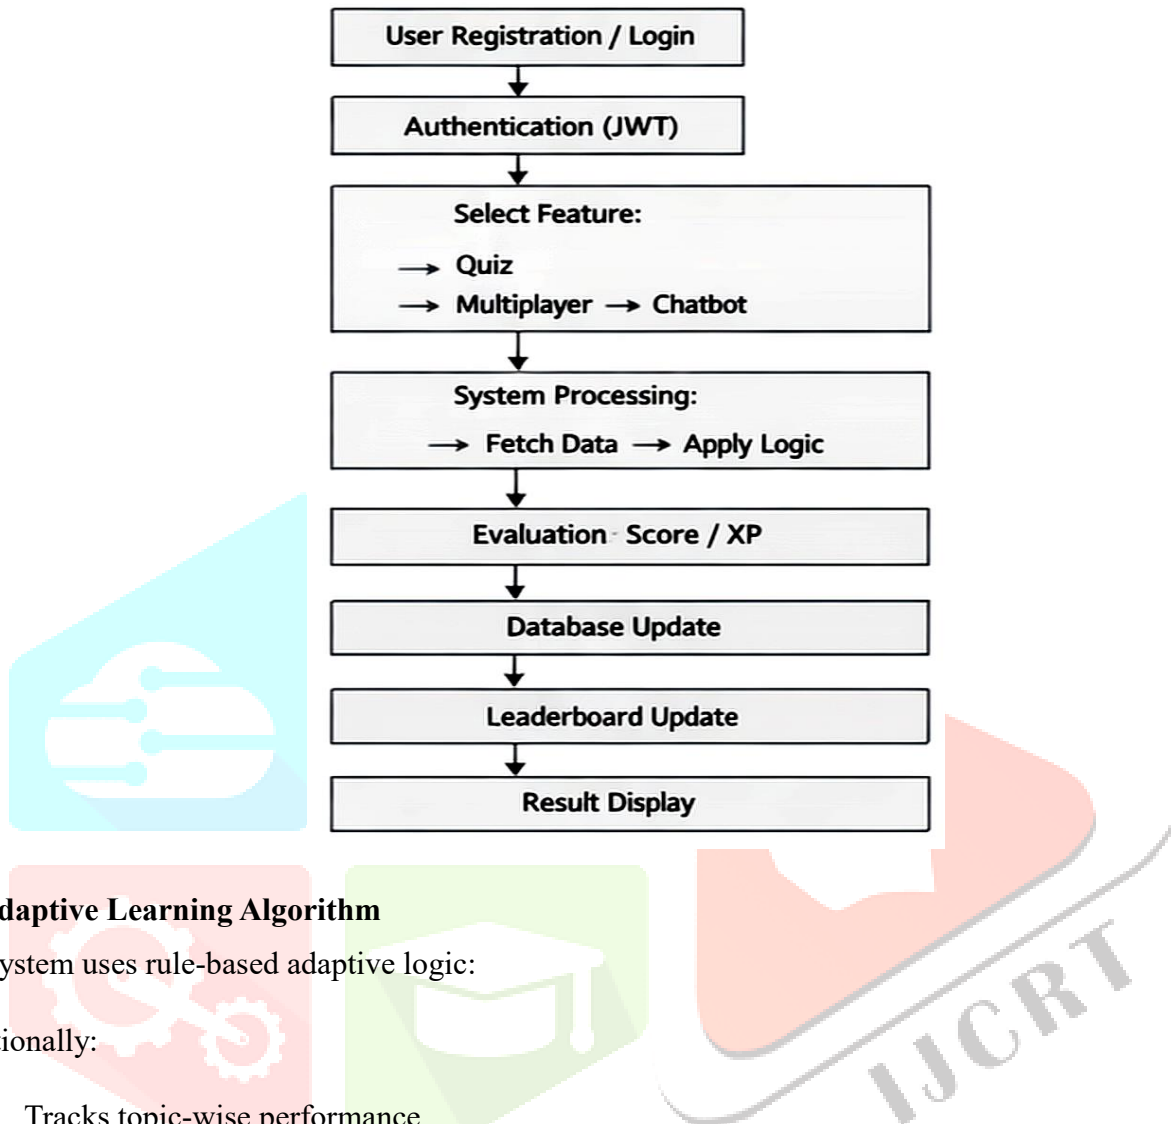 User Registration / Login
Authentication (JWT)
Select Feature:
→ Quiz
→ Multiplayer → Chatbot
System Processing:
→ Fetch Data → Apply Logic
Evaluation - Score / XP
Database Update
Leaderboard Update
Result Display
daptive Learning Algorithm
ystem uses rule-based adaptive logic:
tionally:
Tracks topic-wise performance
IJCRT